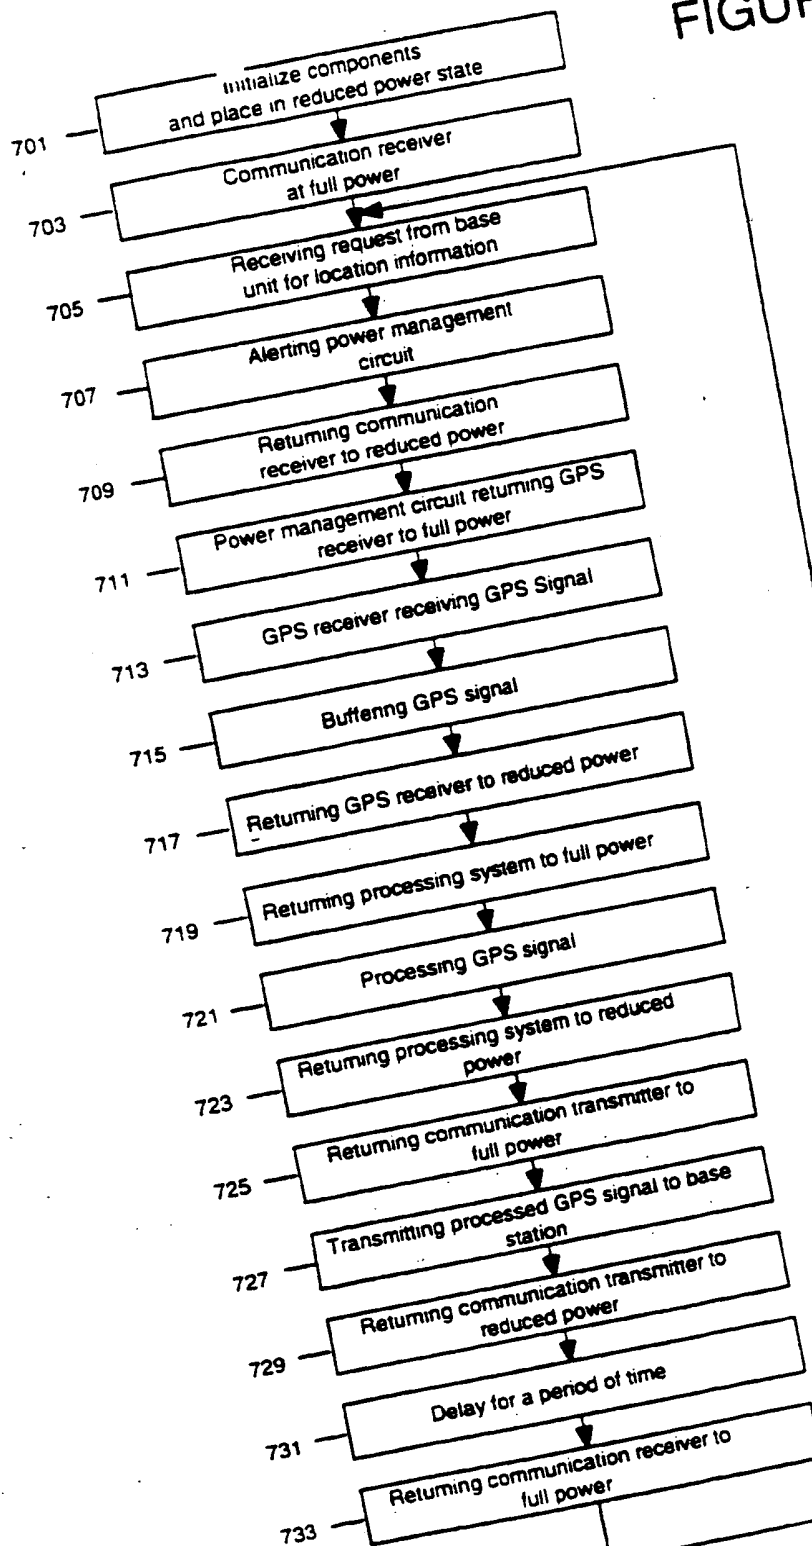 Initialize components
and place in reduced power state
701
Communication receiver
at full power
703
Receiving request from base
unit for location information
705
Alerting power management
circuit
707
Returning communication
receiver to reduced power
709
Power management circuit returning GPS
receiver to full power
711
GPS receiver receiving GPS Signal
713
Buffering GPS signal
715
Returning GPS receiver to reduced power
717
Returning processing system to full power
719
Processing GPS signal
721
Returning processing system to reduced
power
723
Returning communication transmitter to
full power
725
Transmitting processed GPS signal to base
station
727
Returning communication transmitter to
reduced power
729
Delay for a period of time
731
Returning communication receiver to
full power
733